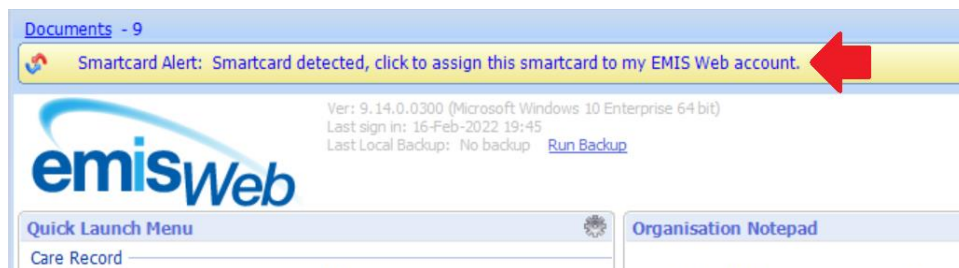 Documents - 9
Smartcard Alert: Smartcard detected, click to assign this smartcard to my EMIS Web account.
Ver: 9.14.0.0300 (Microsoft Windows 10 Enterprise 64 bit)
Last sign in: 16-Feb-2022 19:45
Last Local Backup: No backup Run Backup
emisWeb
Quick Launch Menu
Organisation Notepad
Care Record